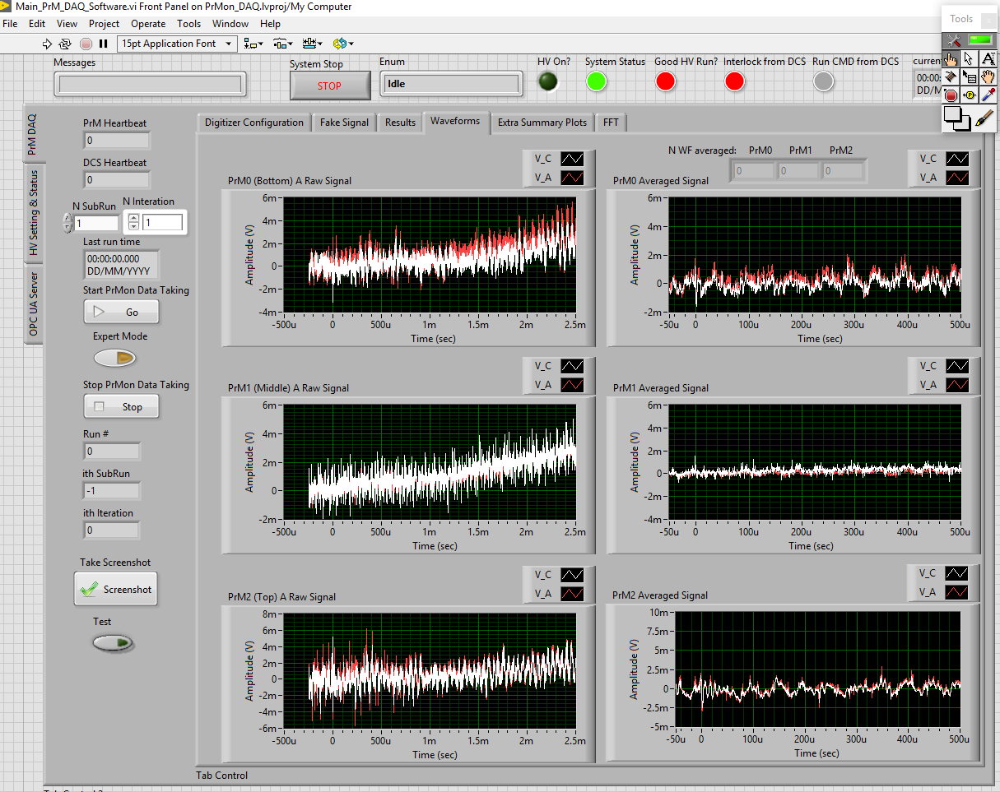 Main_PrM_DAQ_Software.vi Front Panel on PrMon_DAQ.lvproj/My Computer
File Edit View Project Operate Tools Window Help
15pt Application Font
Tools
Messages
System Stop
STOP
Enum
Idle
HV On?
System Status
Good HV Run?
Interlock from DCS
Run CMD from DCS
curren
00:00:
DD/M
PrM DAQ
HV Setting & Status
OPC UA Server
PrM Heartbeat
0
DCS Heartbeat
0
N SubRun
1
N Interation
1
Last run time
00:00:00.000
DD/MM/YYYY
Start PrMon Data Taking
Go
Expert Mode
Stop PrMon Data Taking
Stop
Run #
0
ith SubRun
-1
ith Iteration
0
Take Screenshot
Screenshot
Test
Digitizer Configuration
Fake Signal
Results
Waveforms
Extra Summary Plots
FFT
N WF averaged: PrM0 PrM1 PrM2
0 0 0
PrM0 (Bottom) A Raw Signal
V_C
V_A
Amplitude (V)
6m
4m
2m
0
-2m
-4m
-500u 0 500u 1m 1.5m 2m 2.5m
Time (sec)
PrM0 Averaged Signal
V_C
V_A
Amplitude (V)
6m
4m
2m
0
-2m
-50u 0 100u 200u 300u 400u 500u
Time (sec)
PrM1 (Middle) A Raw Signal
V_C
V_A
Amplitude (V)
6m
4m
2m
0
-2m
-500u 0 500u 1m 1.5m 2m 2.5m
Time (sec)
PrM1 Averaged Signal
V_C
V_A
Amplitude (V)
6m
4m
2m
0
-2m
-4m
-50u 0 100u 200u 300u 400u 500u
Time (sec)
PrM2 (Top) A Raw Signal
V_C
V_A
Amplitude (V)
8m
6m
4m
2m
0
-2m
-4m
-6m
-500u 0 500u 1m 1.5m 2m 2.5m
Time (sec)
PrM2 Averaged Signal
V_C
V_A
Amplitude (V)
10m
7.5m
5m
2.5m
0
-2.5m
-5m
-50u 0 100u 200u 300u 400u 500u
Time (sec)
Tab Control